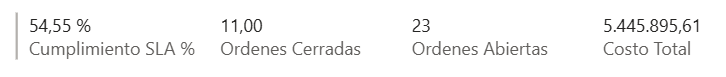 54,55 % 11,00 23 5.445.895,61
Cumplimiento SLA % Ordenes Cerradas Ordenes Abiertas Costo Total